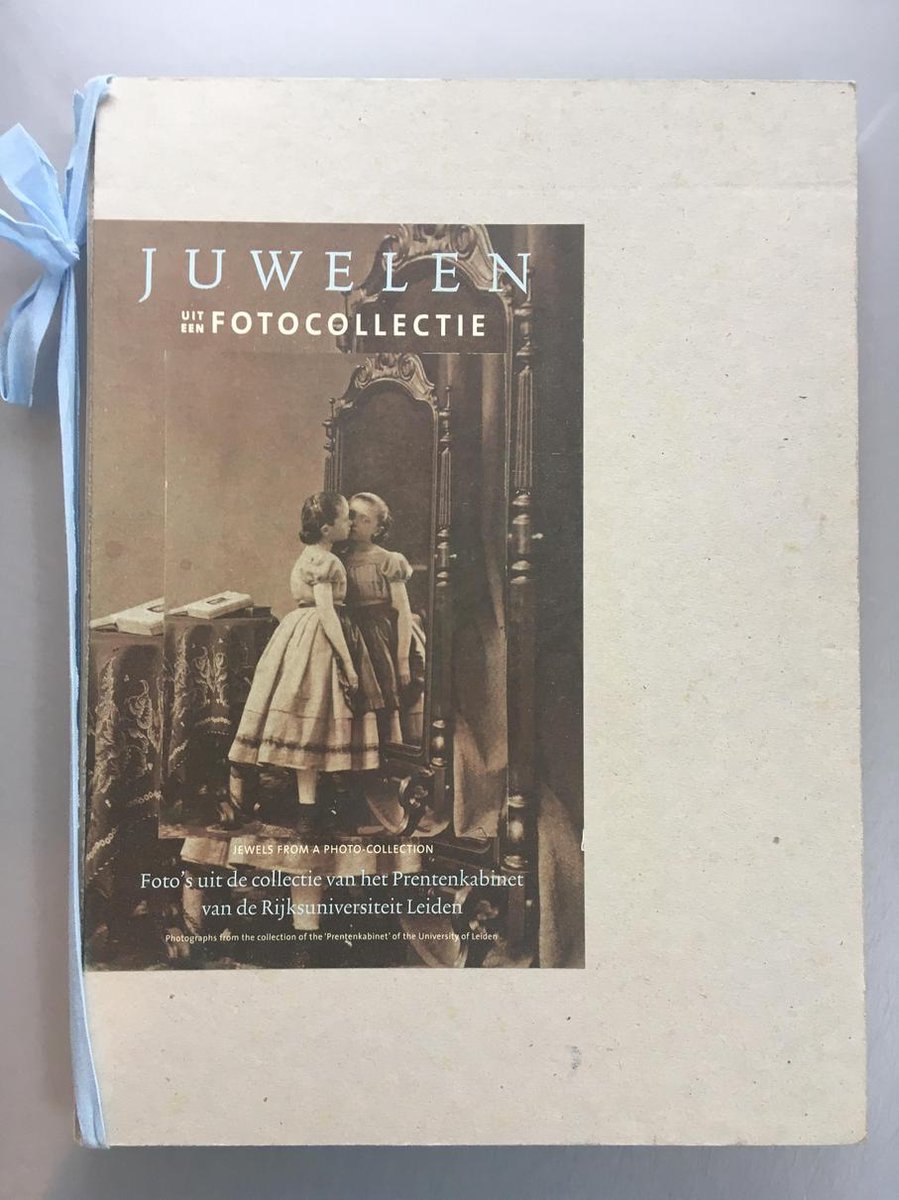 JUWELEN
UIT EEN FOTOCOLLECTIE
JEWELS FROM A PHOTO-COLLECTION
Foto's uit de collectie van het Prentenkabinet
van de Rijksuniversiteit Leiden
Photographs from the collection of the 'Prentenkabinet' of the University of Leiden